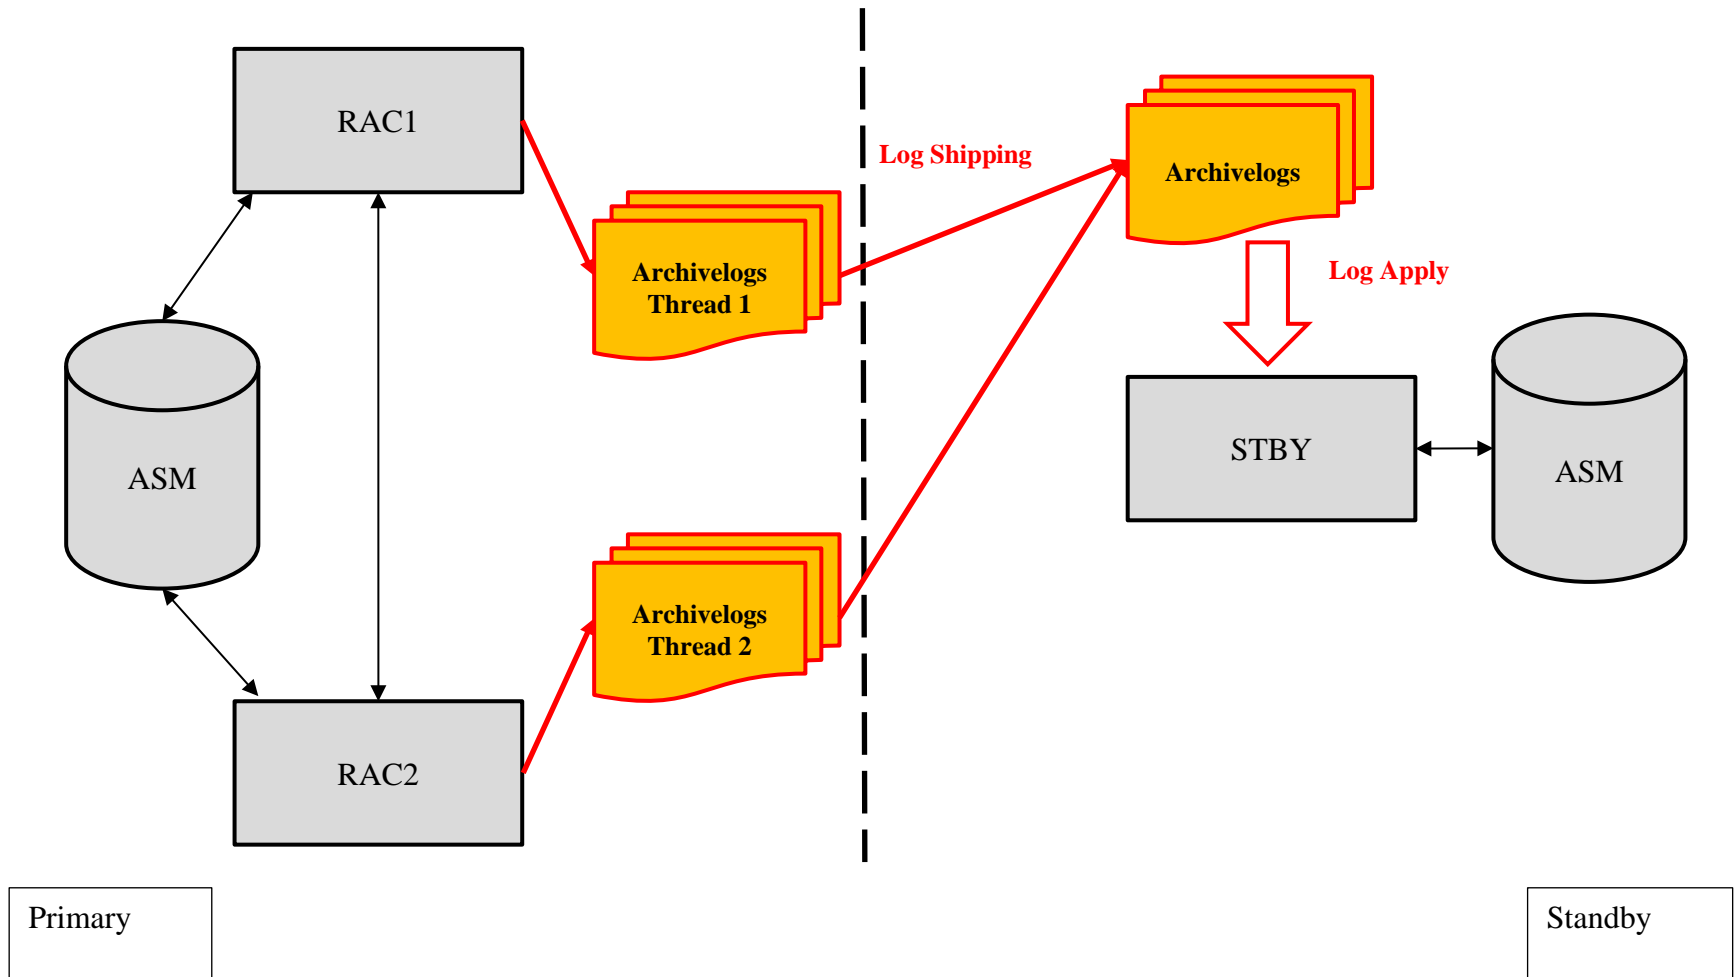 RAC1
Log Shipping
Archivelogs
Archivelogs
Thread 1
Log Apply
ASM
STBY
ASM
Archivelogs
Thread 2
RAC2
Primary
Standby